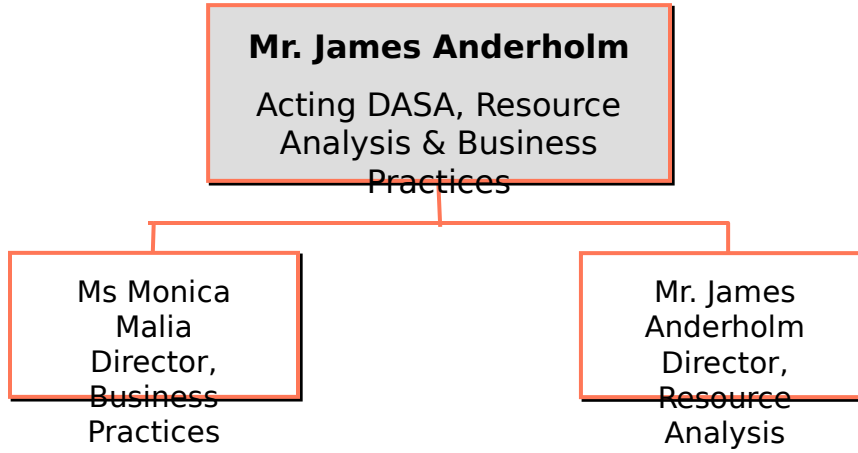 Mr. James Anderholm
Acting DASA, Resource
Analysis & Business
Practices
Ms Monica
Malia
Director,
Business
Practices
Mr. James
Anderholm
Director,
Resource
Analysis